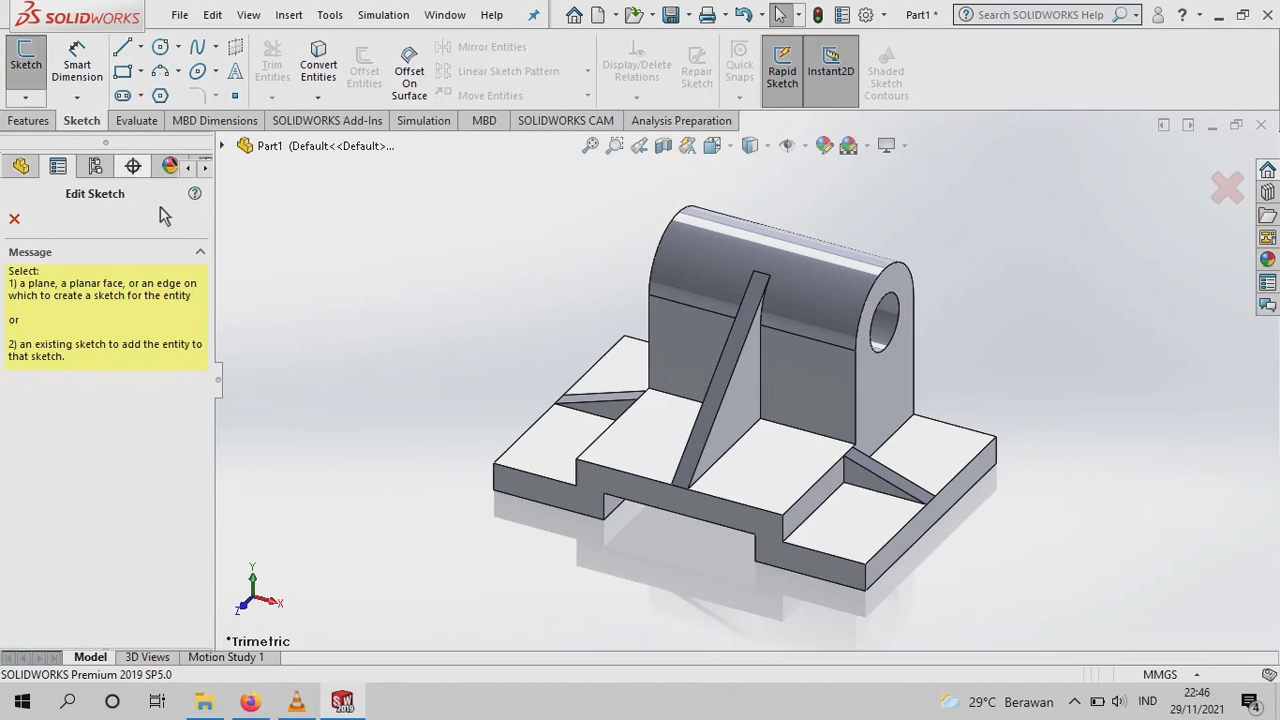 SOLIDWORKS File Edit View Insert Tools Simulation Window Help Part1 * Search SOLIDWORKS Help ?
Sketch Smart Dimension Trim Entities Convert Entities Offset Entities Offset On Surface Mirror Entities Linear Sketch Pattern Move Entities Display/Delete Relations Repair Sketch Quick Snaps Rapid Sketch Instant2D Shaded Sketch Contours
Features Sketch Evaluate MBD Dimensions SOLIDWORKS Add-Ins Simulation MBD SOLIDWORKS CAM Analysis Preparation
Part1 (Default<<Default>...
Edit Sketch
Message
Select:
1) a plane, a planar face, or an edge on
which to create a sketch for the entity
or
2) an existing sketch to add the entity to
that sketch.
Y
Z X
*Trimetric
Model 3D Views Motion Study 1
SOLIDWORKS Premium 2019 SP5.0 MMGS
29°C Berawan IND 22:46
29/11/2021